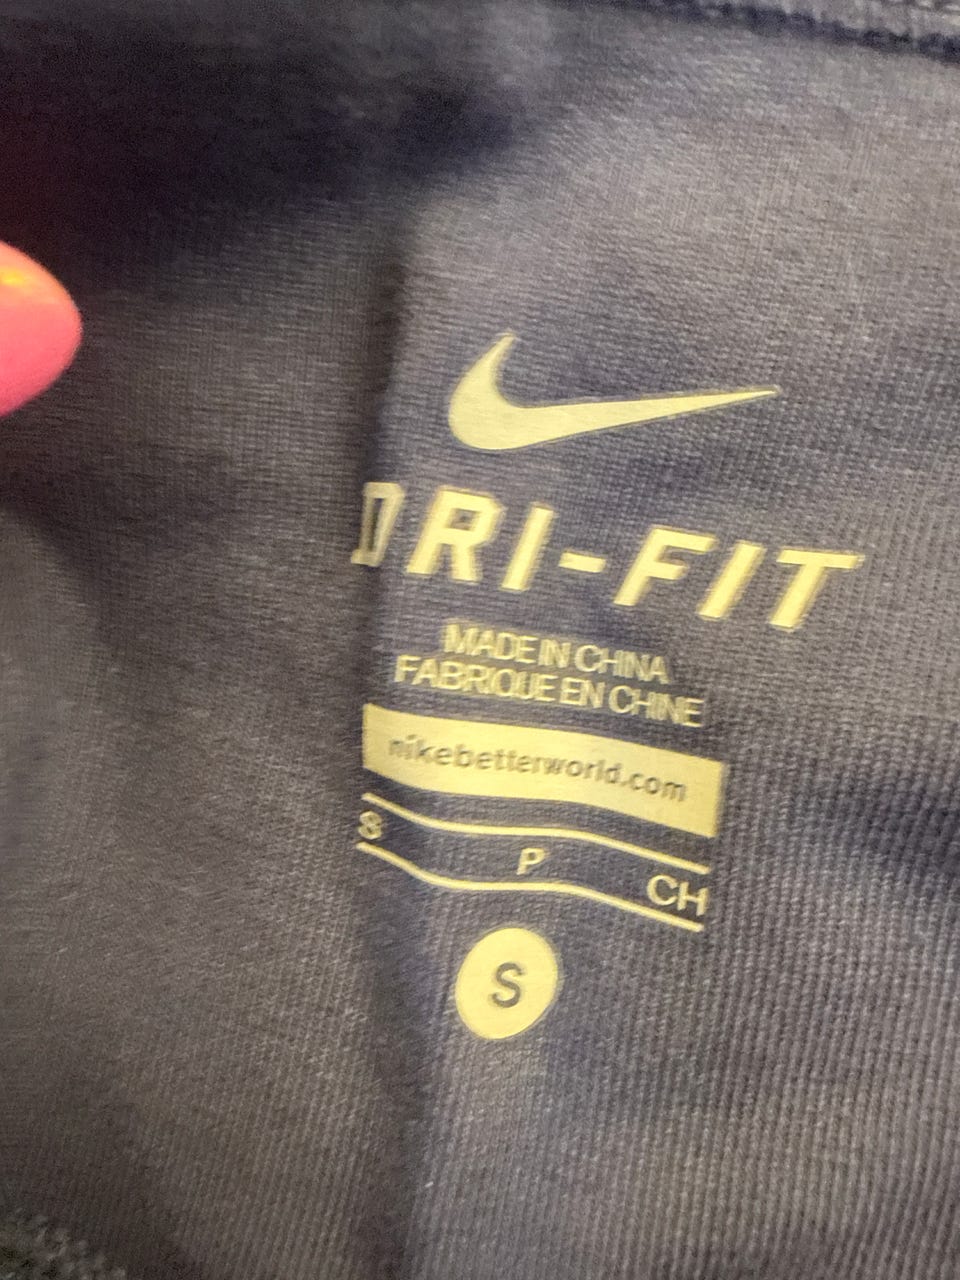 DRI-FIT
MADE IN CHINA
FABRIQUE EN CHINE
nikebetterworld.com
S P CH
S